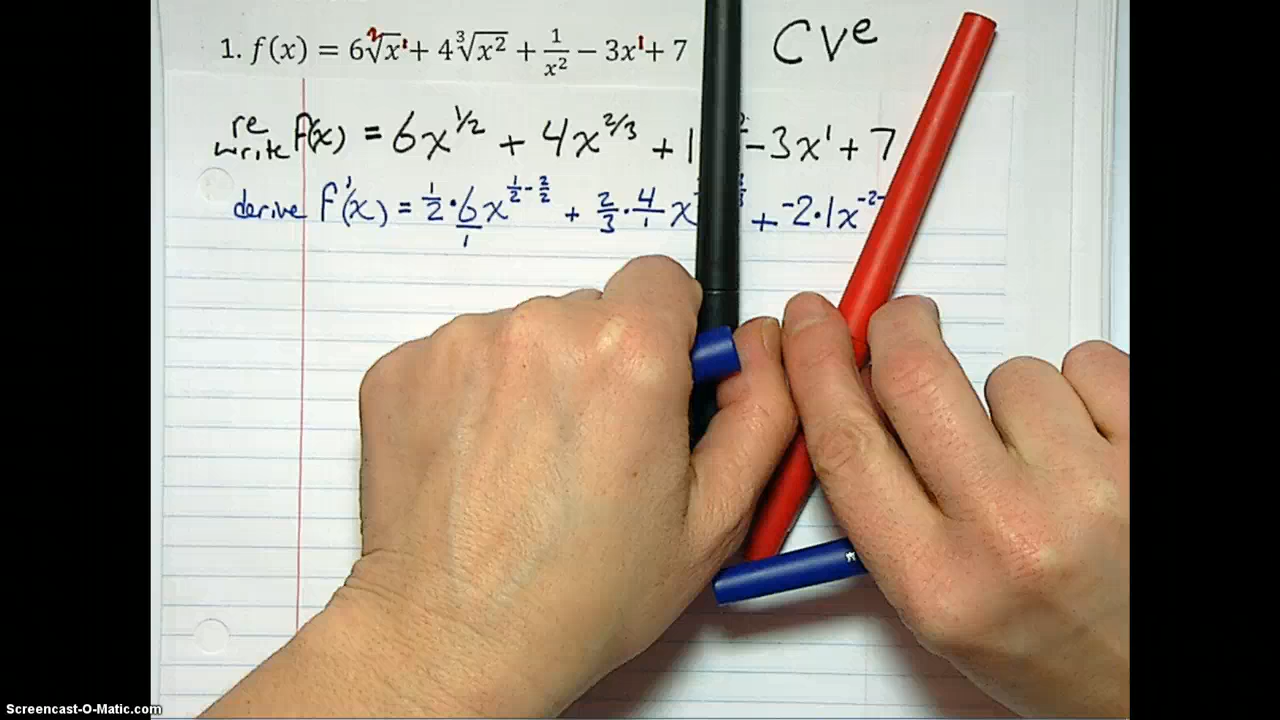 1. f(x) = 6²√x¹ + 4∛x² + 1/x² − 3x¹ + 7
CVe
re write f(x) = 6x^1/2 + 4x^2/3 + 1 − 3x¹ + 7
derive f'(x) = 1/2 · 6/1 x^1/2 − 2/2 + 2/3 · 4/1 x + −2 · 1x^−2−
Screencast-O-Matic.com